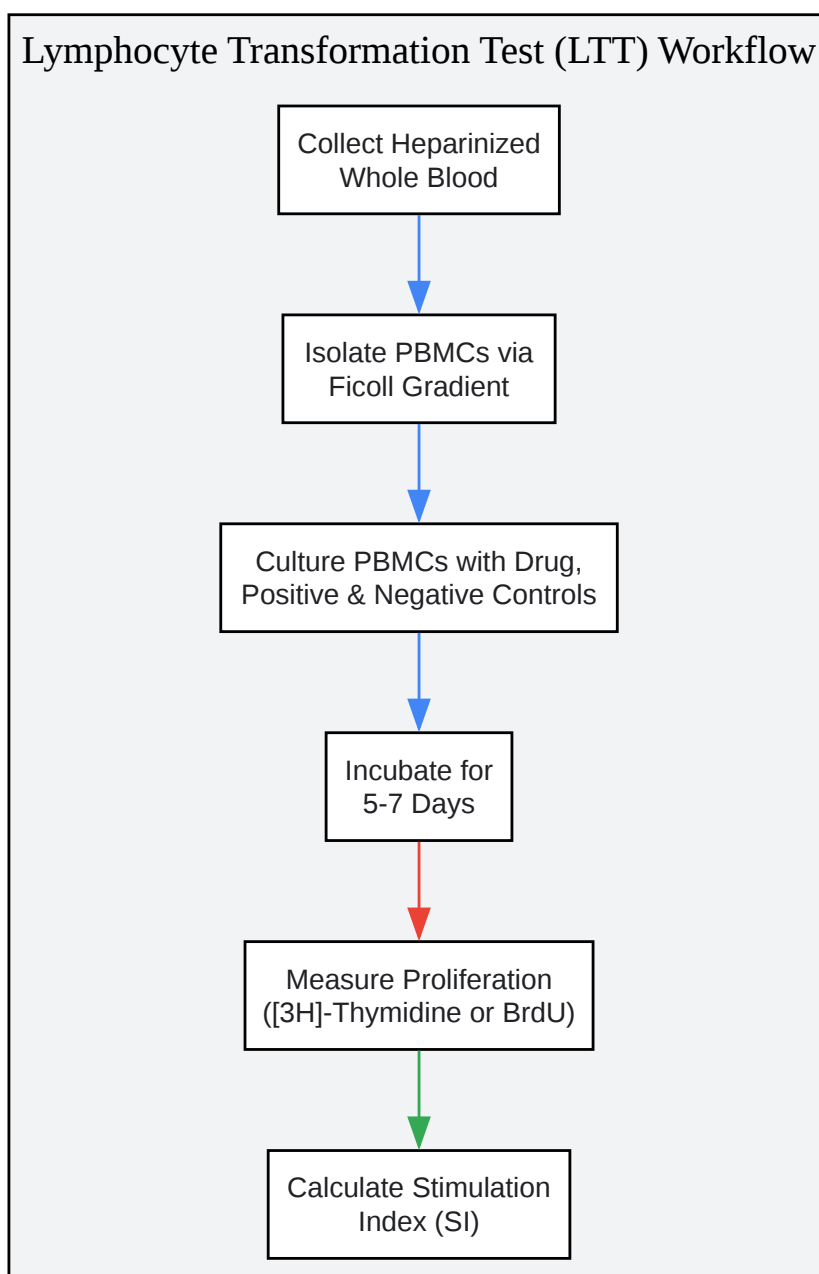 Lymphocyte Transformation Test (LTT) Workflow
Collect Heparinized
Whole Blood
Isolate PBMCs via
Ficoll Gradient
Culture PBMCs with Drug,
Positive & Negative Controls
Incubate for
5-7 Days
Measure Proliferation
([3H]-Thymidine or BrdU)
Calculate Stimulation
Index (SI)